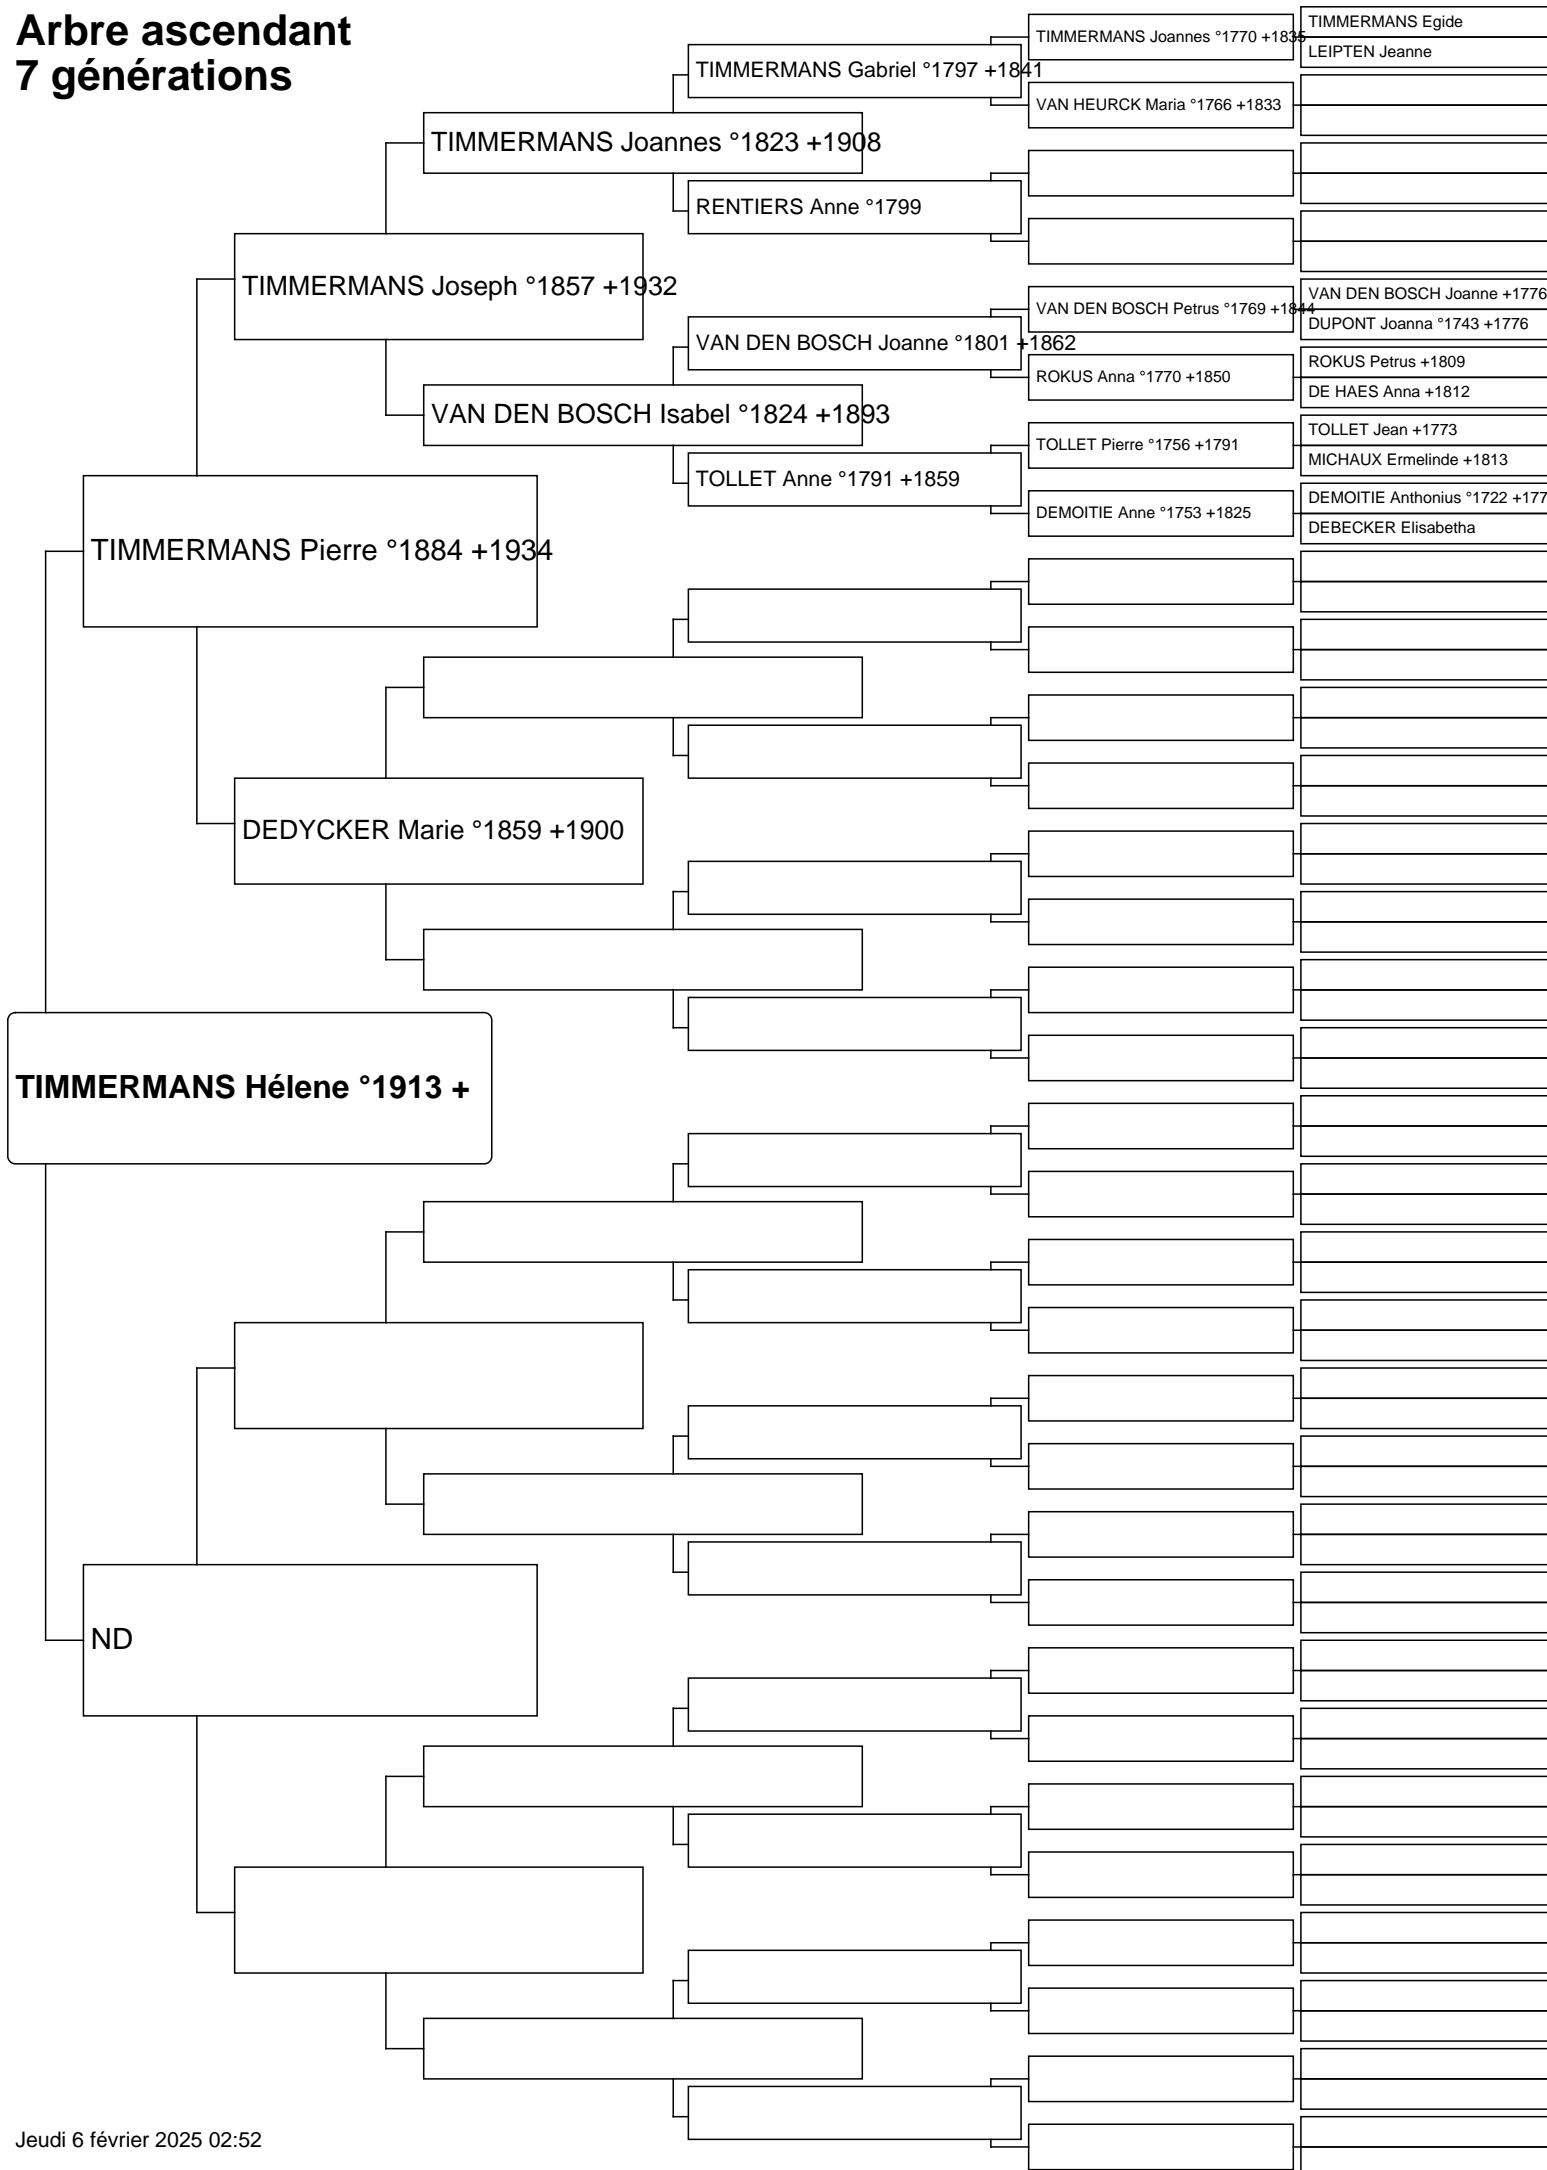 Arbre ascendant
7 générations
TIMMERMANS Hélene °1913 +
TIMMERMANS Pierre °1884 +1934
ND
TIMMERMANS Joseph °1857 +1932
DEDYCKER Marie °1859 +1900
TIMMERMANS Joannes °1823 +1908
VAN DEN BOSCH Isabel °1824 +1893
TIMMERMANS Gabriel °1797 +1841
RENTIERS Anne °1799
VAN DEN BOSCH Joanne °1801 +1862
TOLLET Anne °1791 +1859
TIMMERMANS Joannes °1770 +1835
VAN HEURCK Maria °1766 +1833
VAN DEN BOSCH Petrus °1769 +1844
ROKUS Anna °1770 +1850
TOLLET Pierre °1756 +1791
DEMOITIE Anne °1753 +1825
TIMMERMANS Egide
LEIPTEN Jeanne
VAN DEN BOSCH Joanne +1776
DUPONT Joanna °1743 +1776
ROKUS Petrus +1809
DE HAES Anna +1812
TOLLET Jean +1773
MICHAUX Ermelinde +1813
DEMOITIE Anthonius °1722 +177
DEBECKER Elisabetha
Jeudi 6 février 2025 02:52